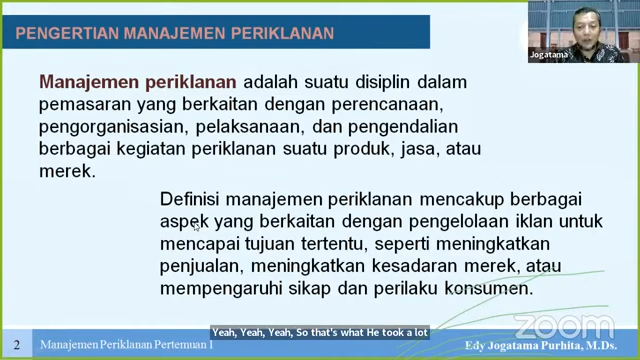 PENGERTIAN MANAJEMEN PERIKLANAN
Jogatama
Manajemen periklanan adalah suatu disiplin dalam
pemasaran yang berkaitan dengan perencanaan,
pengorganisasian, pelaksanaan, dan pengendalian
berbagai kegiatan periklanan suatu produk, jasa, atau
merek.
Definisi manajemen periklanan mencakup berbagai
aspek yang berkaitan dengan pengelolaan iklan untuk
mencapai tujuan tertentu, seperti meningkatkan
penjualan, meningkatkan kesadaran merek, atau
mempengaruhi sikap dan perilaku konsumen.
zoom
Yeah, Yeah, Yeah, So that's what He took a lot
2 Manajemen Periklanan Pertemuan I
Edy Jogatama Purhita, M.Ds.